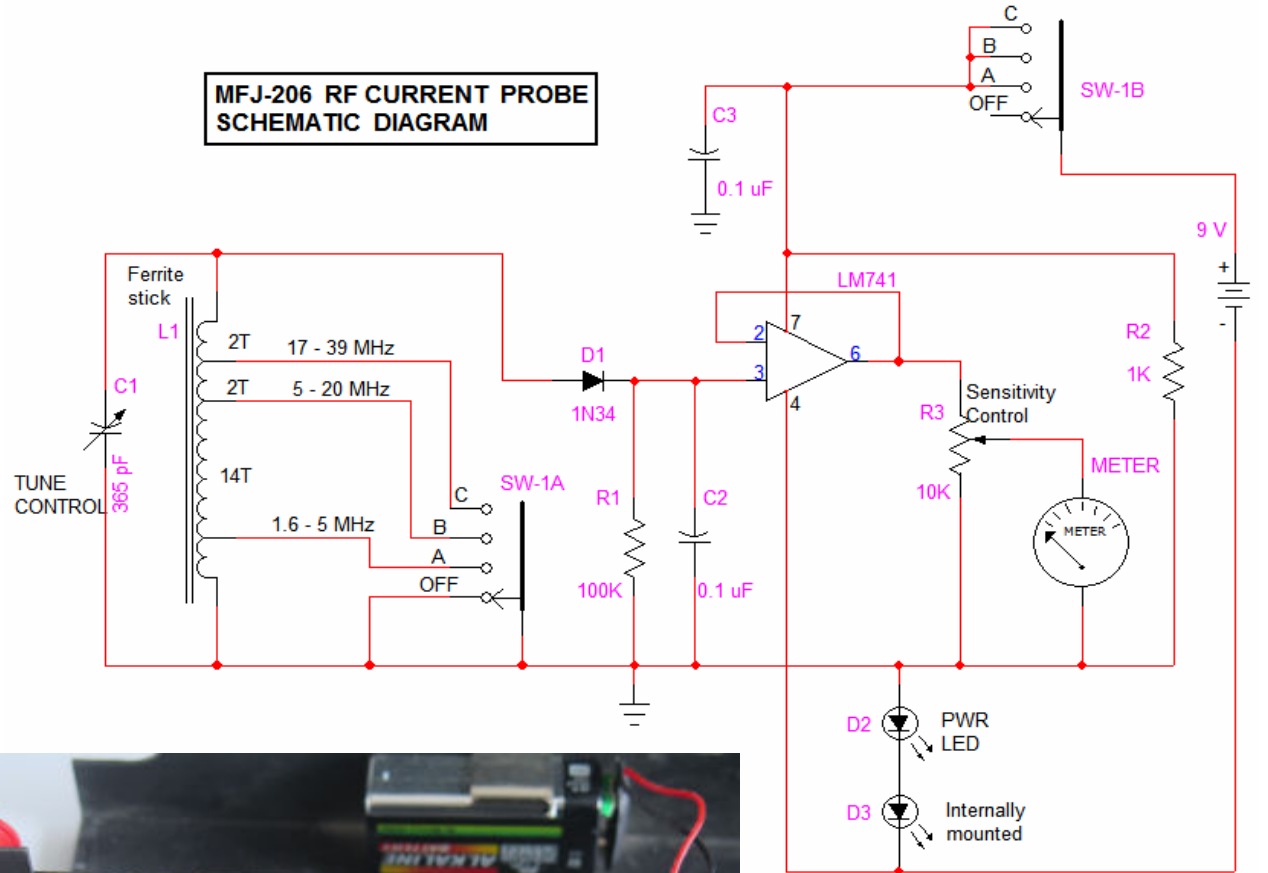 MFJ-206 RF CURRENT PROBE
SCHEMATIC DIAGRAM
C
B
A
OFF
SW-1B
C3
0.1 uF
9 V
+
-
Ferrite
stick
L1
2T
17 - 39 MHz
2T
5 - 20 MHz
14T
1.6 - 5 MHz
C1
365 pF
TUNE
CONTROL
SW-1A
C
B
A
OFF
D1
1N34
R1
100K
C2
0.1 uF
LM741
2
3
7
6
4
R3
Sensitivity
Control
10K
R2
1K
METER
METER
D2
PWR
LED
D3
Internally
mounted
ALKALINE
BATTERY